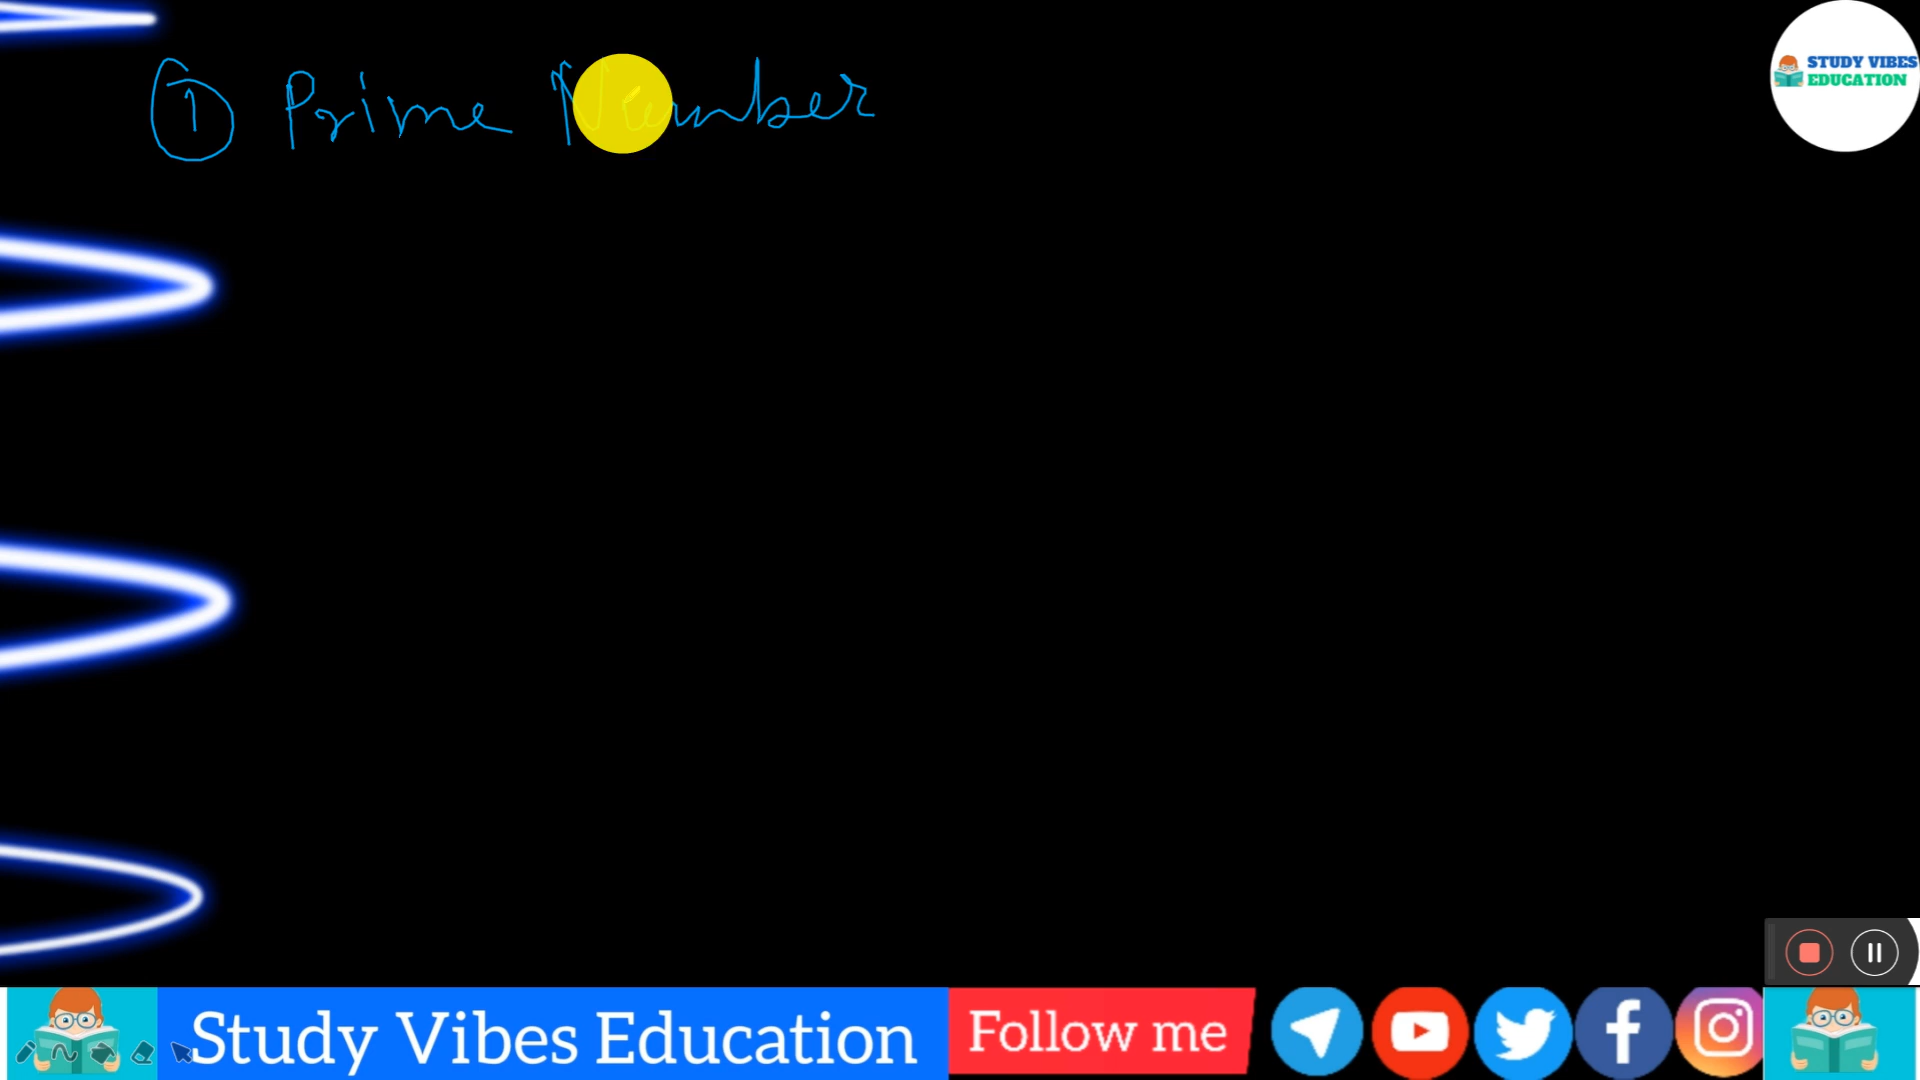 ① Prime Number
STUDY VIBES
EDUCATION
Study Vibes Education
Follow me